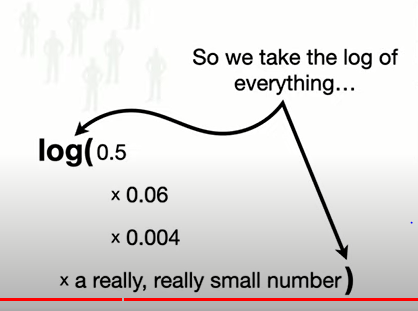 So we take the log of
everything...
log(0.5
x 0.06
x 0.004
x a really, really small number)